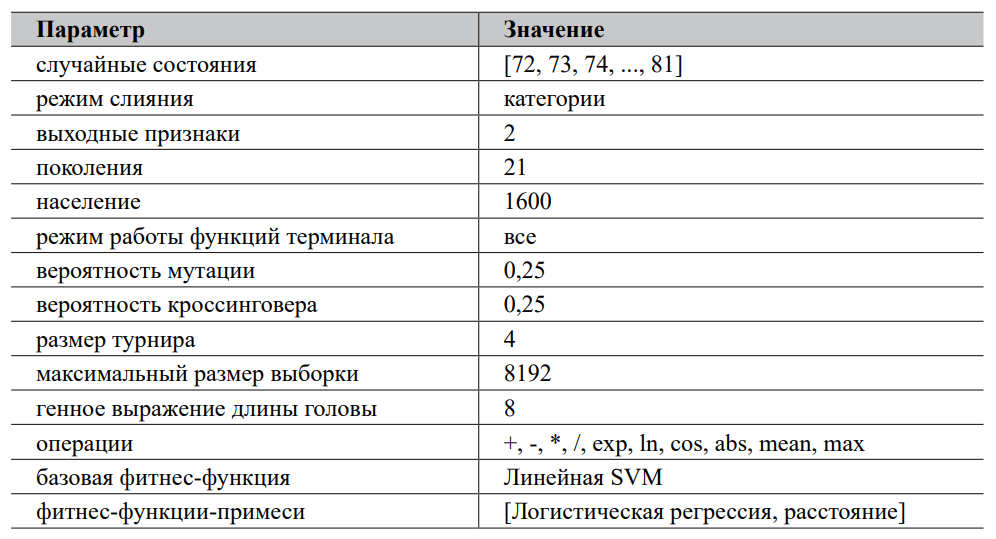 Параметр Значение
случайные состояния [72, 73, 74, ..., 81]
режим слияния категории
выходные признаки 2
поколения 21
население 1600
режим работы функций терминала все
вероятность мутации 0,25
вероятность кроссинговера 0,25
размер турнира 4
максимальный размер выборки 8192
генное выражение длины головы 8
операции +, -, *, /, exp, ln, cos, abs, mean, max
базовая фитнес-функция Линейная SVM
фитнес-функции-примеси [Логистическая регрессия, расстояние]